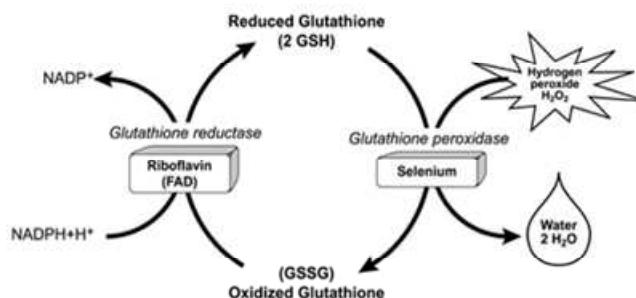 Reduced Glutathione
(2 GSH)
NADP⁺
Hydrogen
peroxide
H₂O₂
Glutathione reductase
Glutathione peroxidase
Riboflavin
(FAD)
Selenium
NADPH+H⁺
Water
2 H₂O
(GSSG)
Oxidized Glutathione